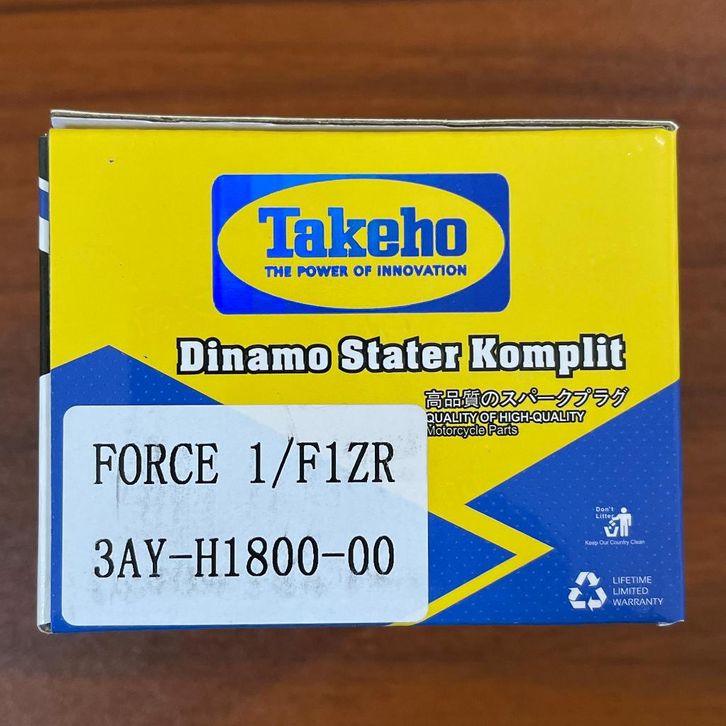 Takeho
THE POWER OF INNOVATION
Dinamo Stater Komplit
高品質のスパークプラグ
QUALITY OF HIGH-QUALITY
Motorcycle Parts
FORCE 1/F1ZR
3AY-H1800-00
Don't
Litter
Keep Our Country Clean
LIFETIME
LIMITED
WARRANTY